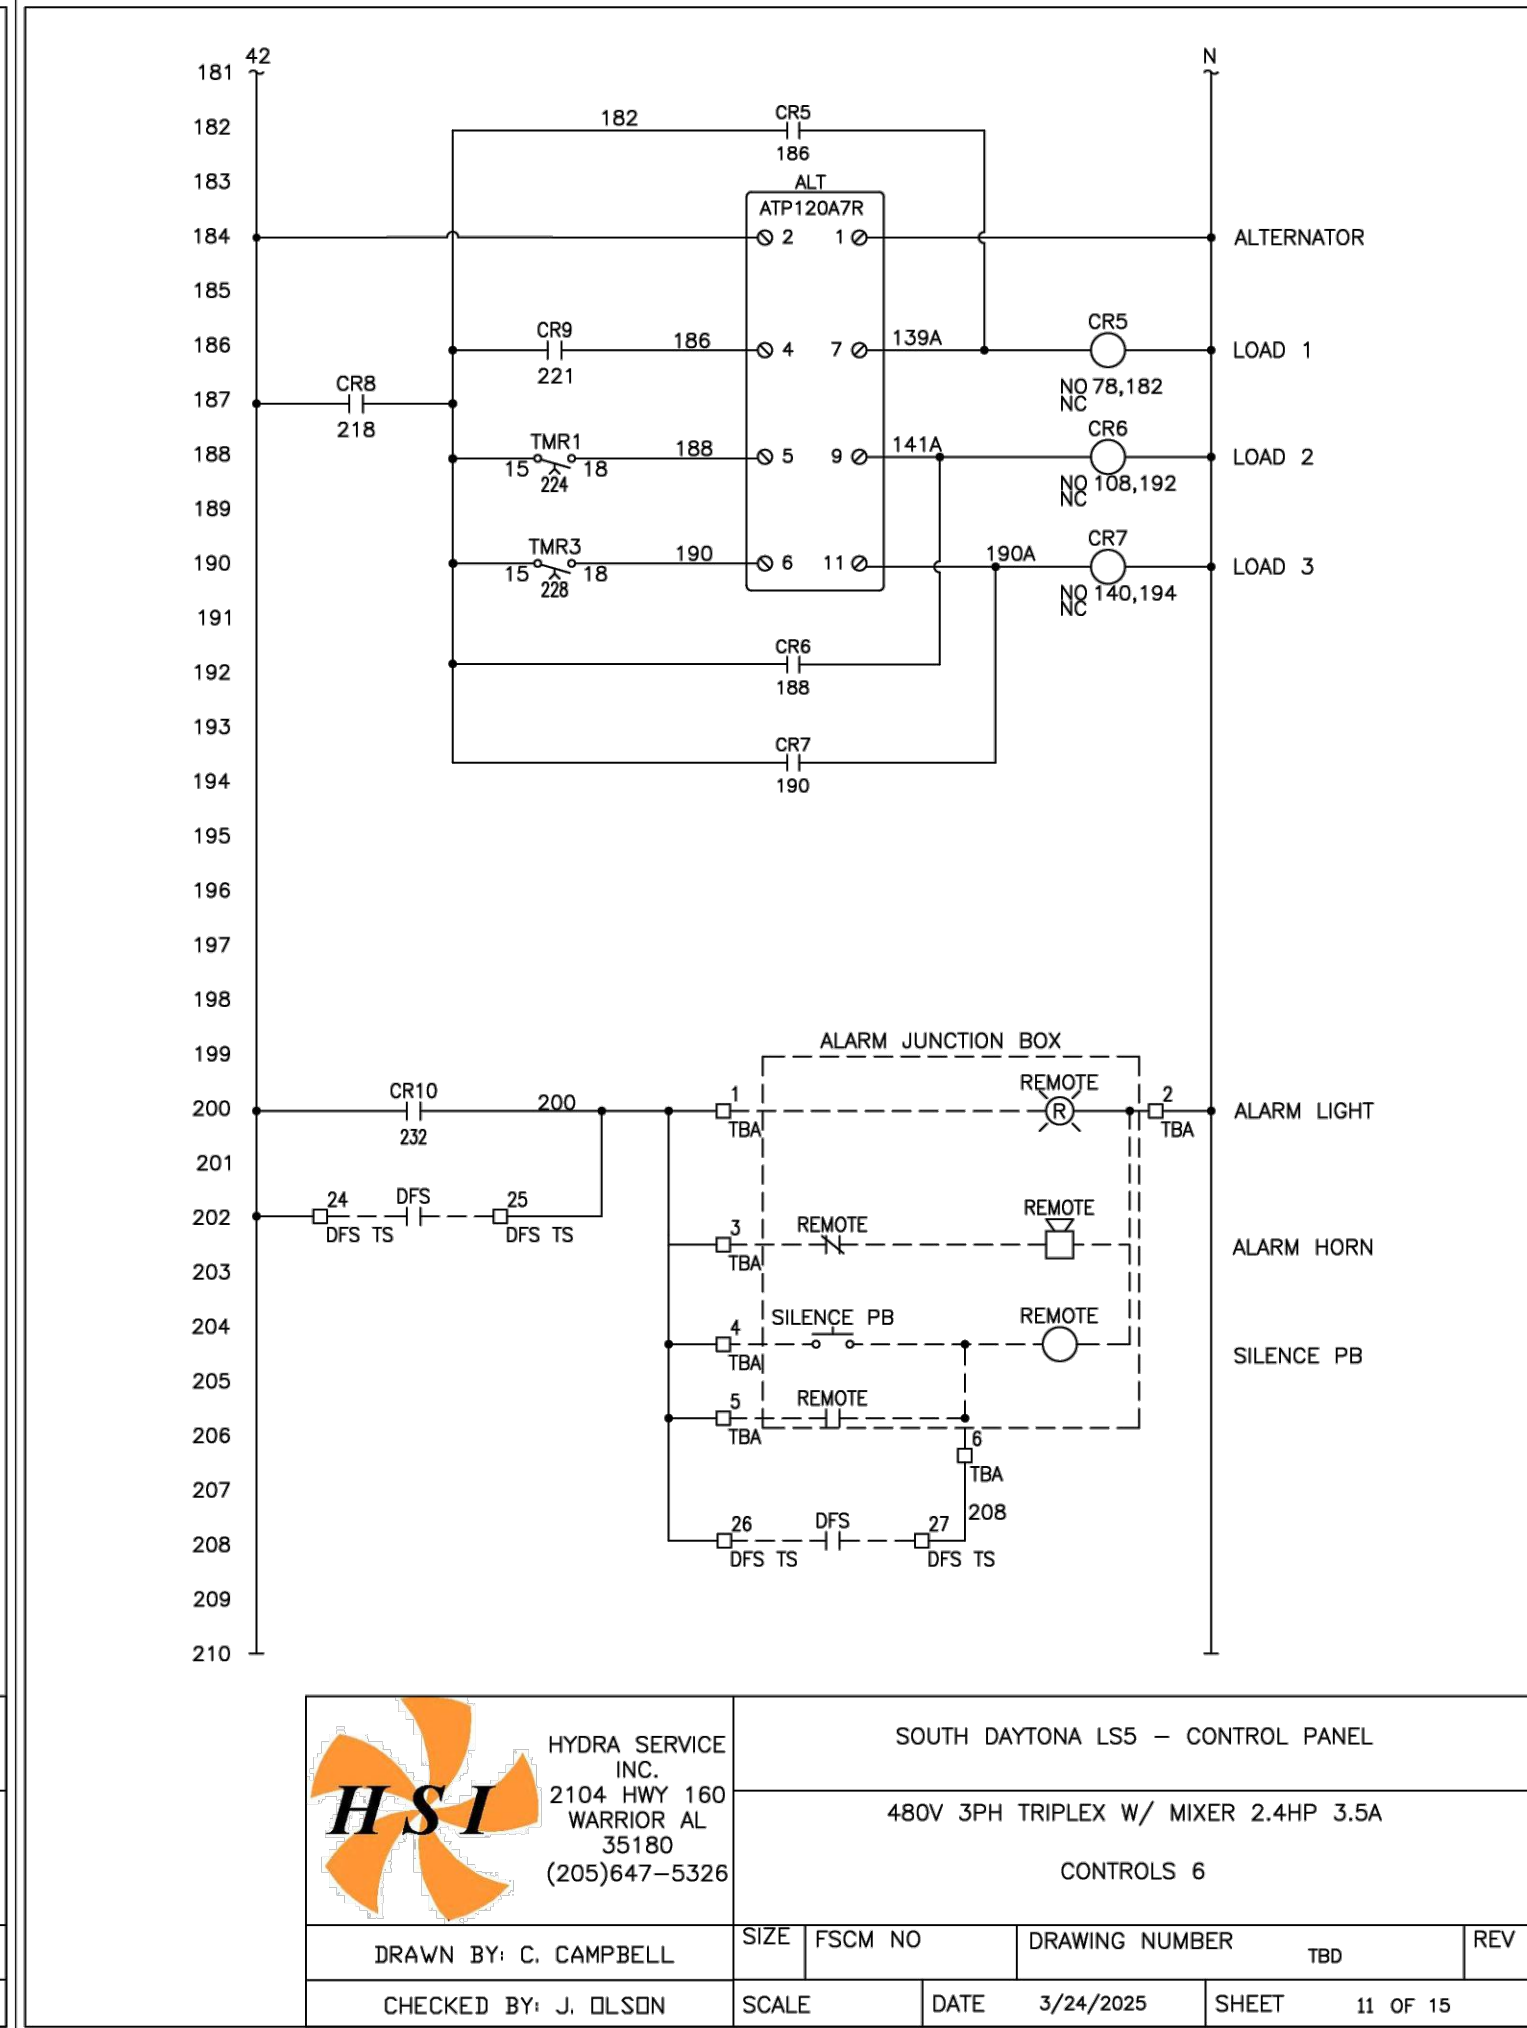 42 N
181
182 182 CR5
186
183 ALT
ATP120A7R
184 2 1 ALTERNATOR
185
CR9 CR5
186 186 4 7 139A LOAD 1
221
CR8 NO 78,182
187 NC
218 CR6
TMR1
188 15 18 188 5 9 141A LOAD 2
224 NO 108,192
NC
189
TMR3 CR7
190 15 18 190 6 11 190A LOAD 3
228 NO 140,194
NC
191
CR6
192
188
193
CR7
194
190
195
196
197
198
199 ALARM JUNCTION BOX
CR10 REMOTE
200 200 1 R 2 ALARM LIGHT
232 TBA TBA
201
24 DFS 25 REMOTE
202 3 REMOTE
DFS TS DFS TS
TBA ALARM HORN
203
SILENCE PB REMOTE
204 4
TBA SILENCE PB
205
5 REMOTE
206 TBA 6
TBA
207 208
26 DFS 27
208
DFS TS DFS TS
209
210
HSI
HYDRA SERVICE
INC.
2104 HWY 160
WARRIOR AL
35180
(205)647-5326
SOUTH DAYTONA LS5 - CONTROL PANEL
480V 3PH TRIPLEX W/ MIXER 2.4HP 3.5A
CONTROLS 6
DRAWN BY: C. CAMPBELL
SIZE FSCM NO DRAWING NUMBER TBD REV
CHECKED BY: J. OLSON
SCALE DATE 3/24/2025 SHEET 11 OF 15